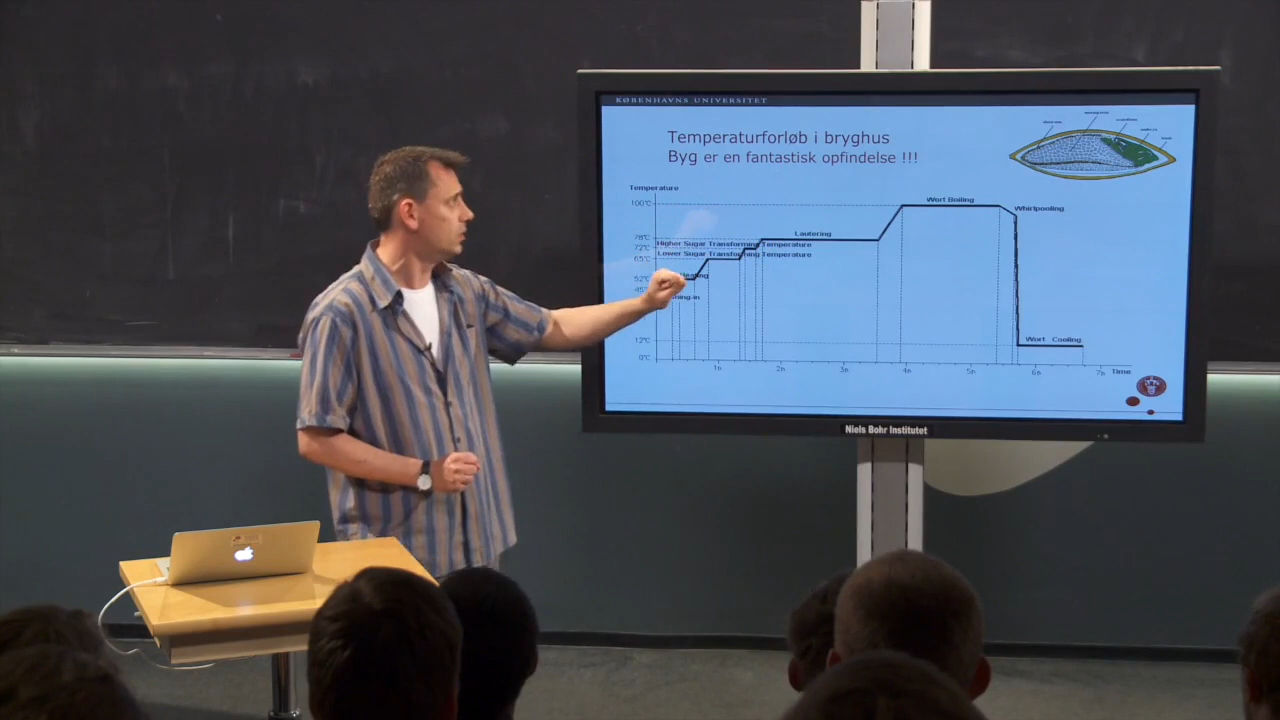 KØBENHAVNS UNIVERSITET
Temperaturforløb i bryghus
Byg er en fantastisk opfindelse !!!
Temperature
100°C
Wort Boiling
Whirlpooling
78°C
Lautering
72°C
Higher Sugar Transforming Temperature
65°C
Lower Sugar Transforming Temperature
52°C
45°C
12°C
Wort Cooling
0°C
1h 2h 3h 4h 5h 6h 7h Time
Niels Bohr Institutet